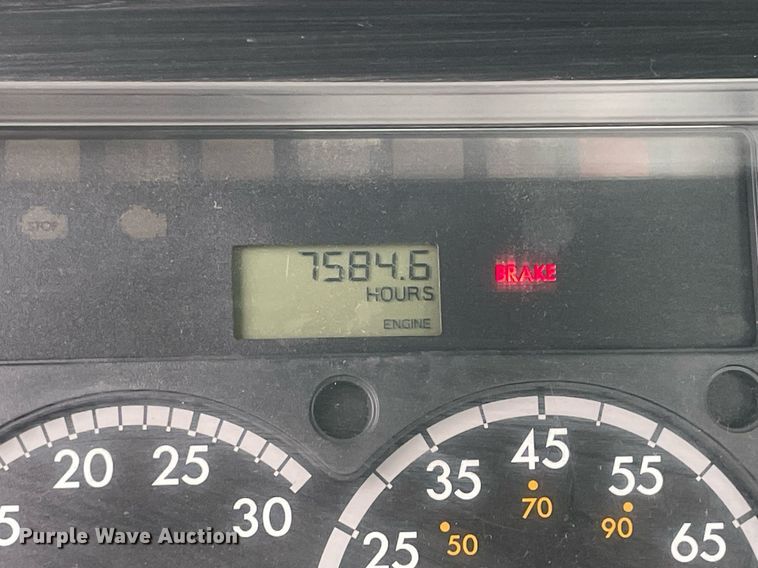 STOP
7584.6
HOURS
ENGINE
BRAKE
20 25 30
25 35 45 55 65
50 70 90
Purple Wave Auction